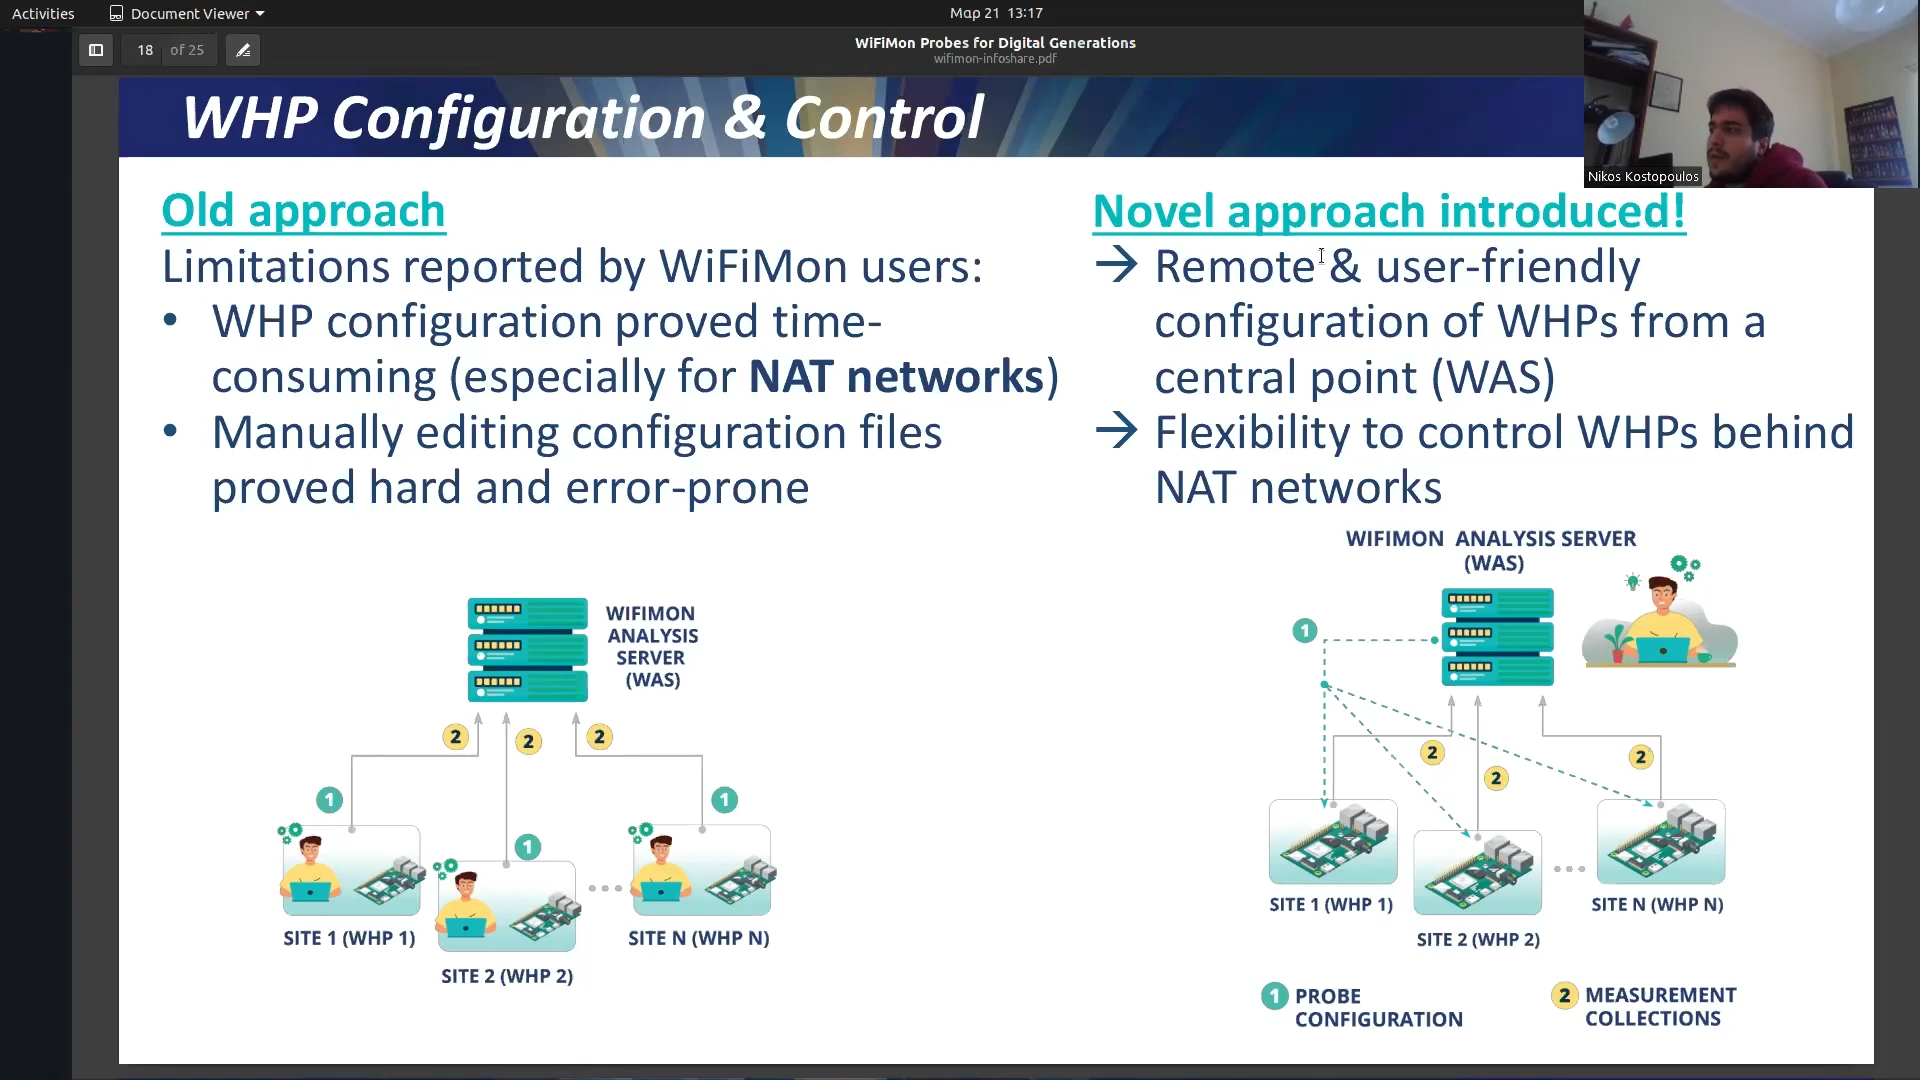 Activities
Document Viewer
Μαρ 21 13:17
18 of 25
WiFiMon Probes for Digital Generations
wifimon-infoshare.pdf
Nikos Kostopoulos
WHP Configuration & Control
Old approach
Limitations reported by WiFiMon users:
• WHP configuration proved time-
consuming (especially for NAT networks)
• Manually editing configuration files
proved hard and error-prone
WIFIMON
ANALYSIS
SERVER
(WAS)
2
2
2
1
1
1
SITE 1 (WHP 1)
SITE 2 (WHP 2)
SITE N (WHP N)
Novel approach introduced!
→ Remote & user-friendly
configuration of WHPs from a
central point (WAS)
→ Flexibility to control WHPs behind
NAT networks
WIFIMON ANALYSIS SERVER
(WAS)
1
2
2
2
SITE 1 (WHP 1)
SITE 2 (WHP 2)
SITE N (WHP N)
1 PROBE
CONFIGURATION
2 MEASUREMENT
COLLECTIONS